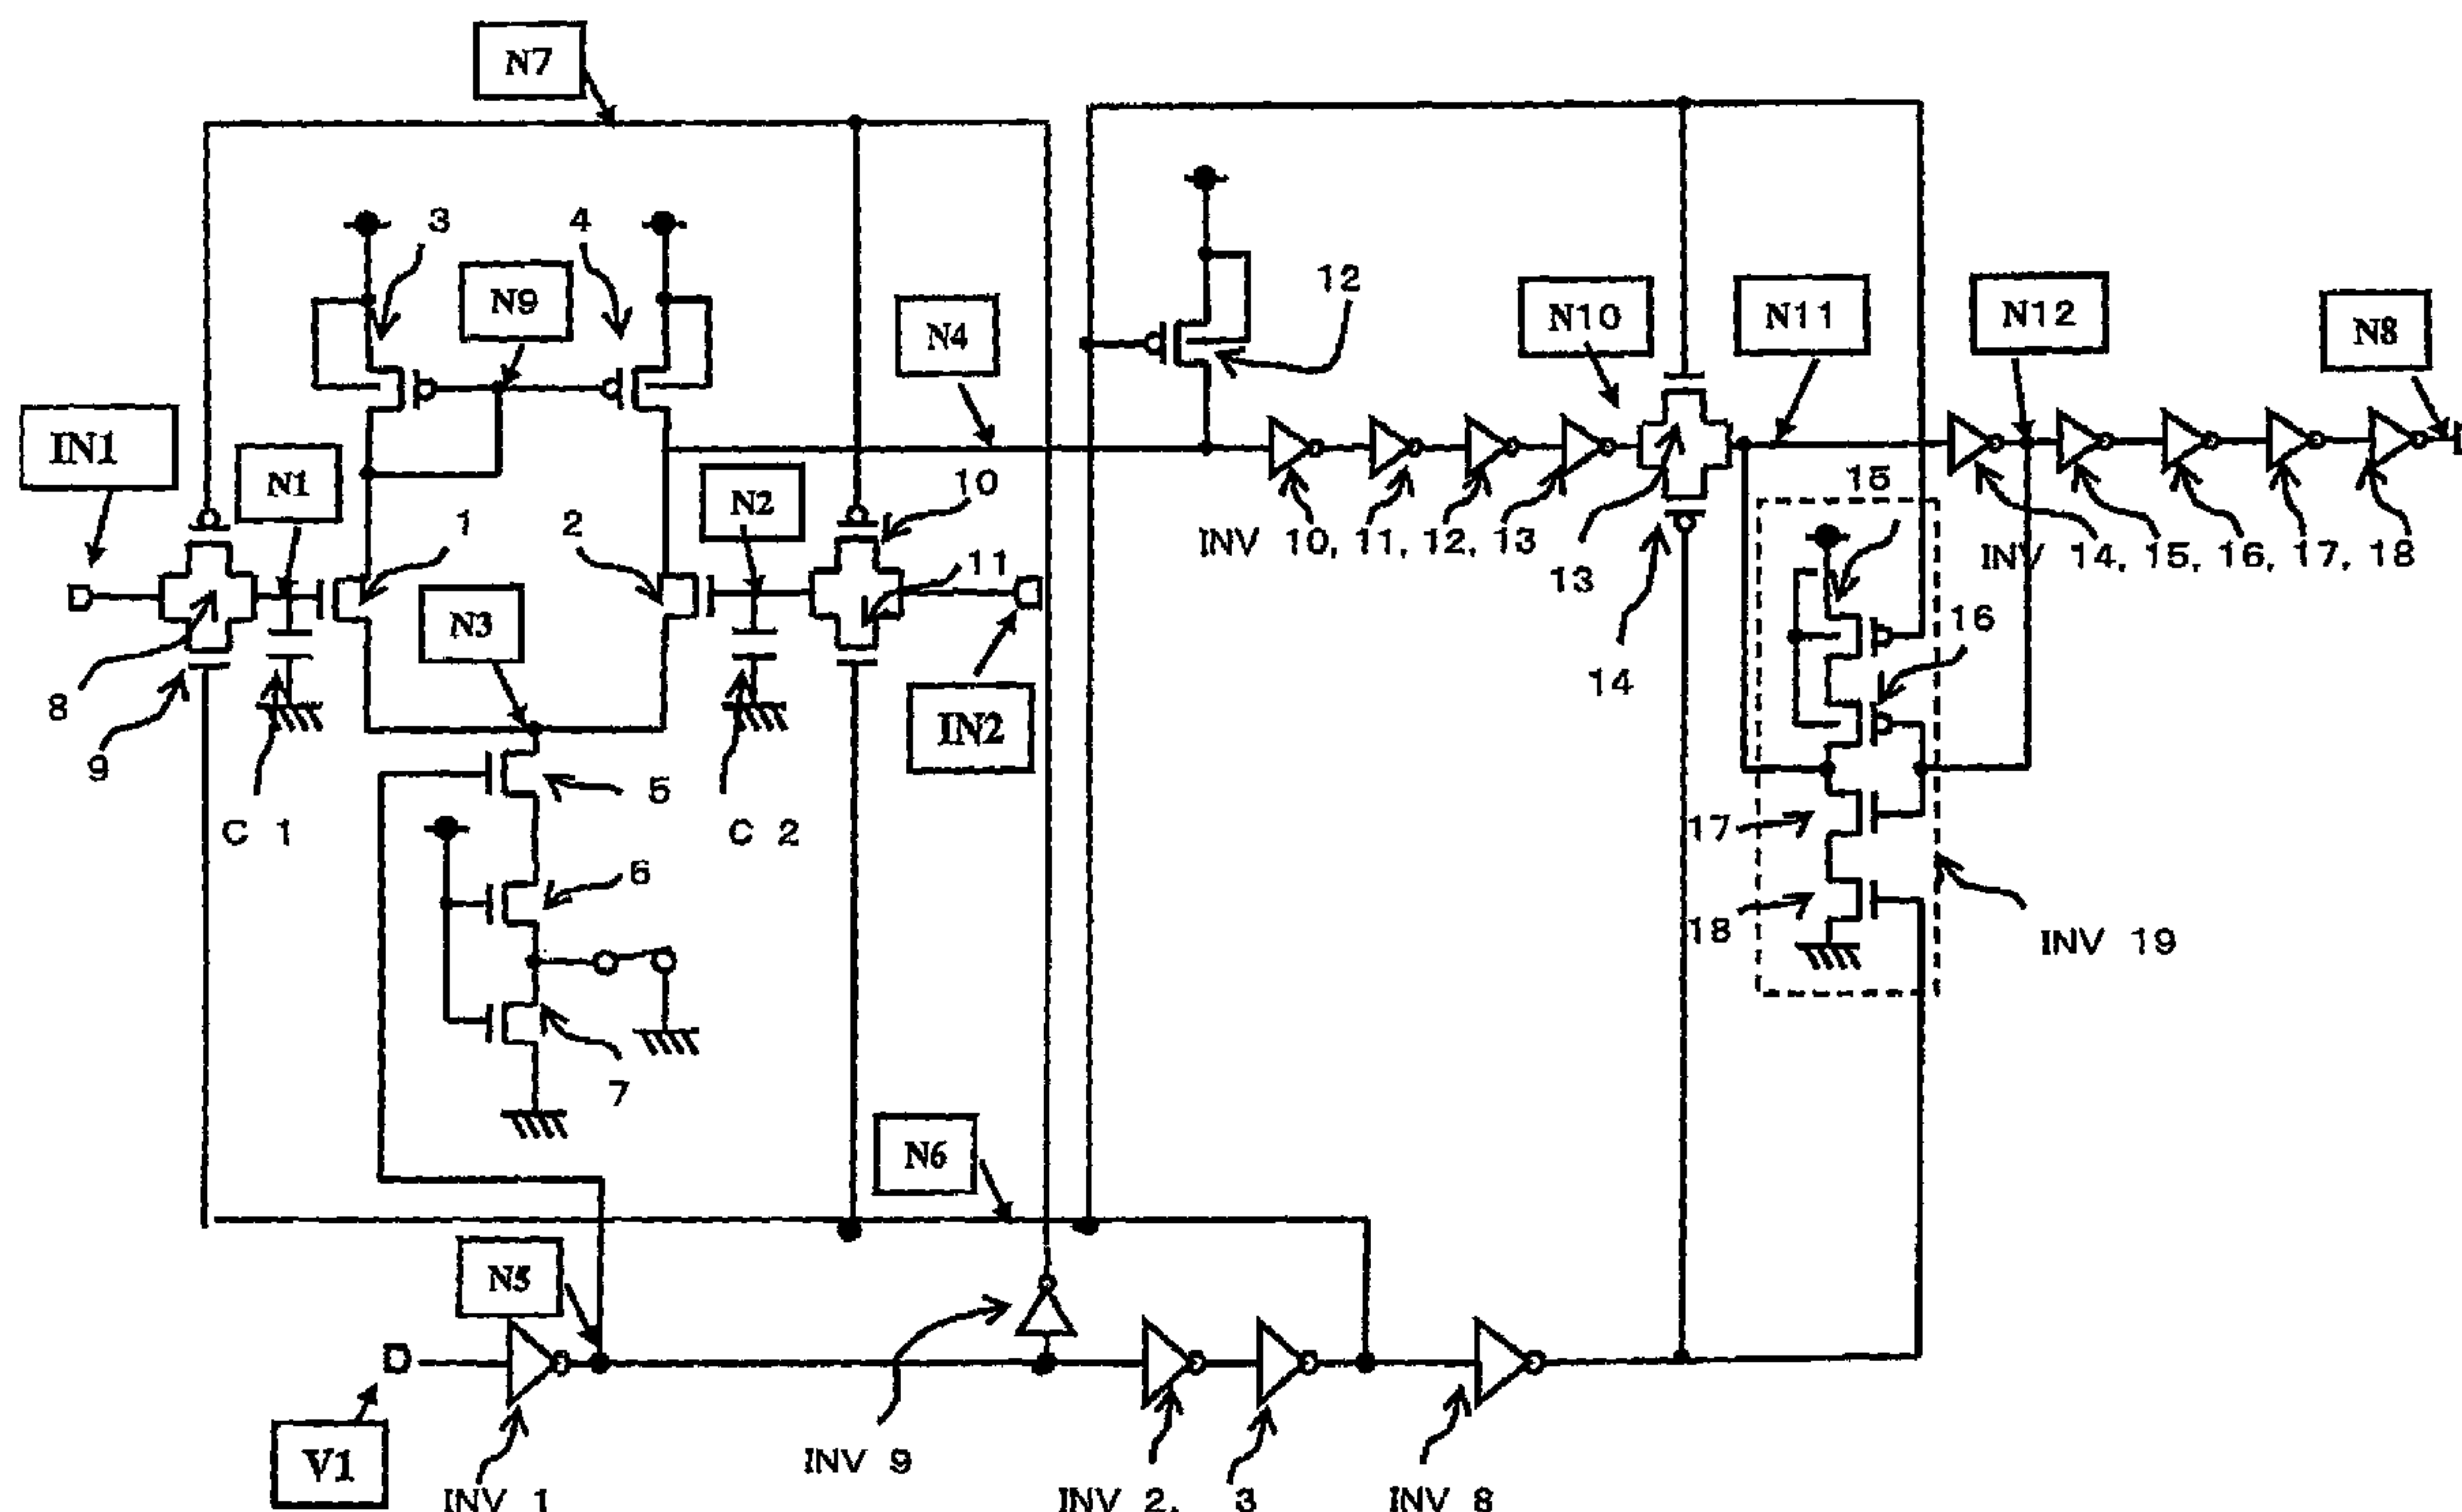 N7
3
4
N9
12
N4
N10
N11
N12
N8
IN1
N1
1
2
N2
10
15
INV 10, 11, 12, 13
INV 14, 15, 16, 17, 18
11
13
N3
16
8
9
IN2
14
5
C 1
C 2
17
6
18
INV 19
7
N6
N5
V1
INV 9
INV 1
INV 2, 3
INV 8